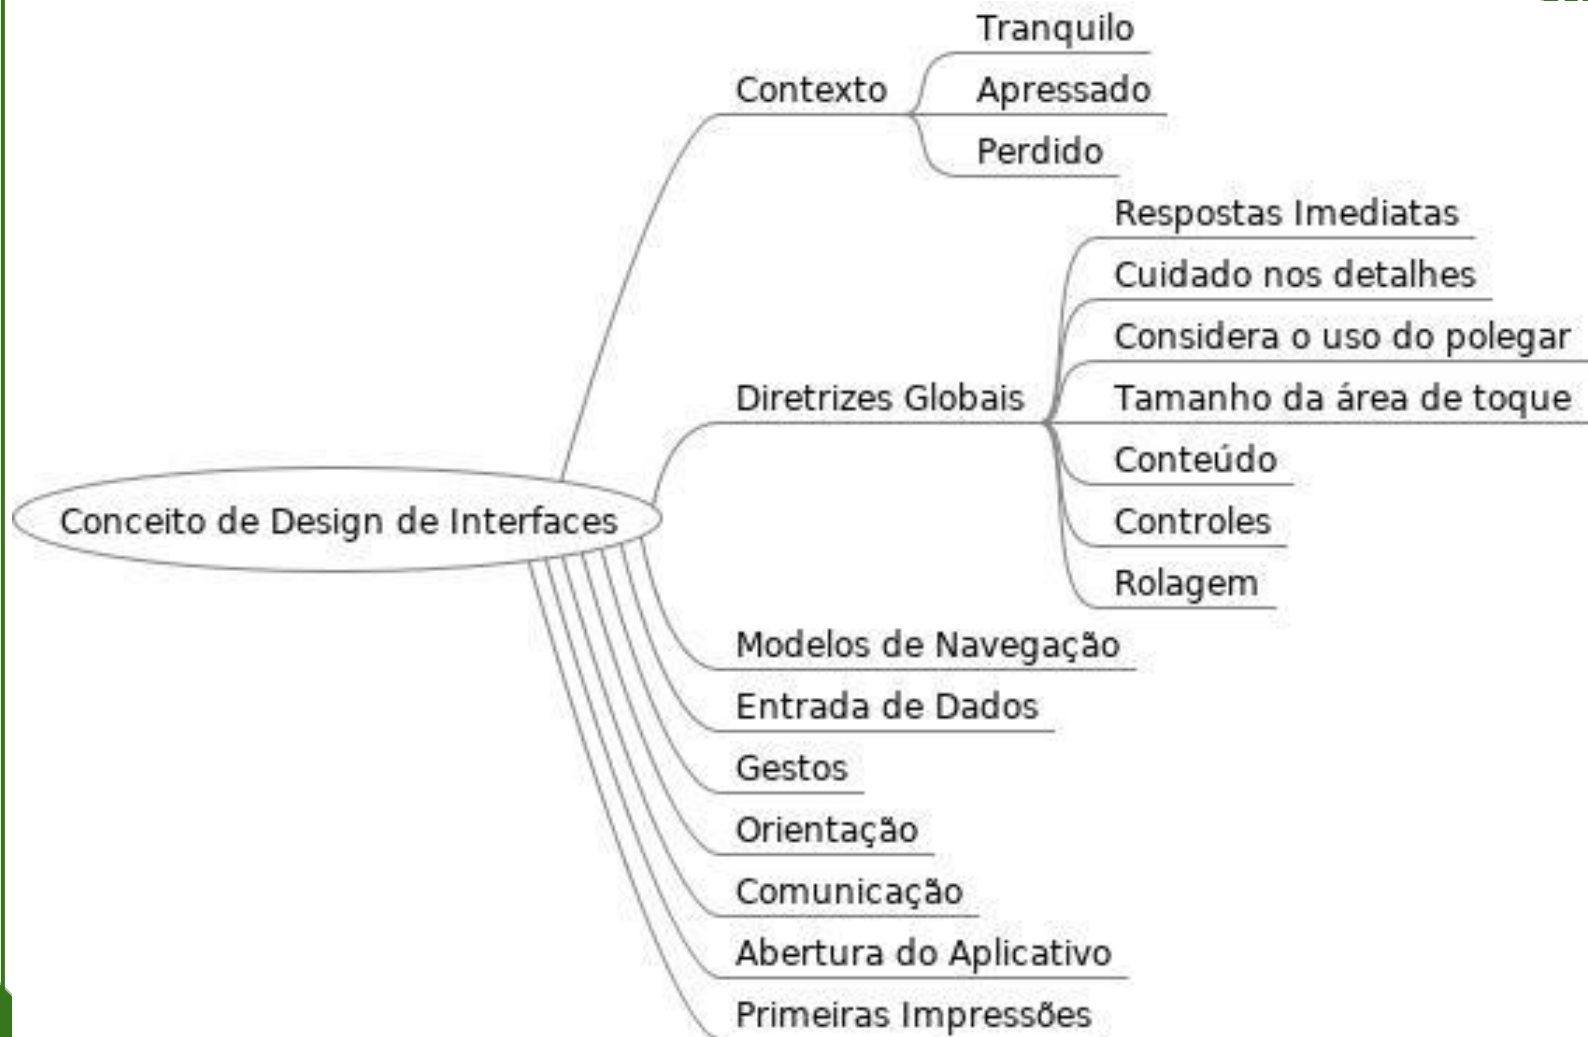 Tranquilo
Contexto
Apressado
Perdido
Respostas Imediatas
Cuidado nos detalhes
Considera o uso do polegar
Diretrizes Globais
Tamanho da área de toque
Conteúdo
Conceito de Design de Interfaces
Controles
Rolagem
Modelos de Navegação
Entrada de Dados
Gestos
Orientação
Comunicação
Abertura do Aplicativo
Primeiras Impressões